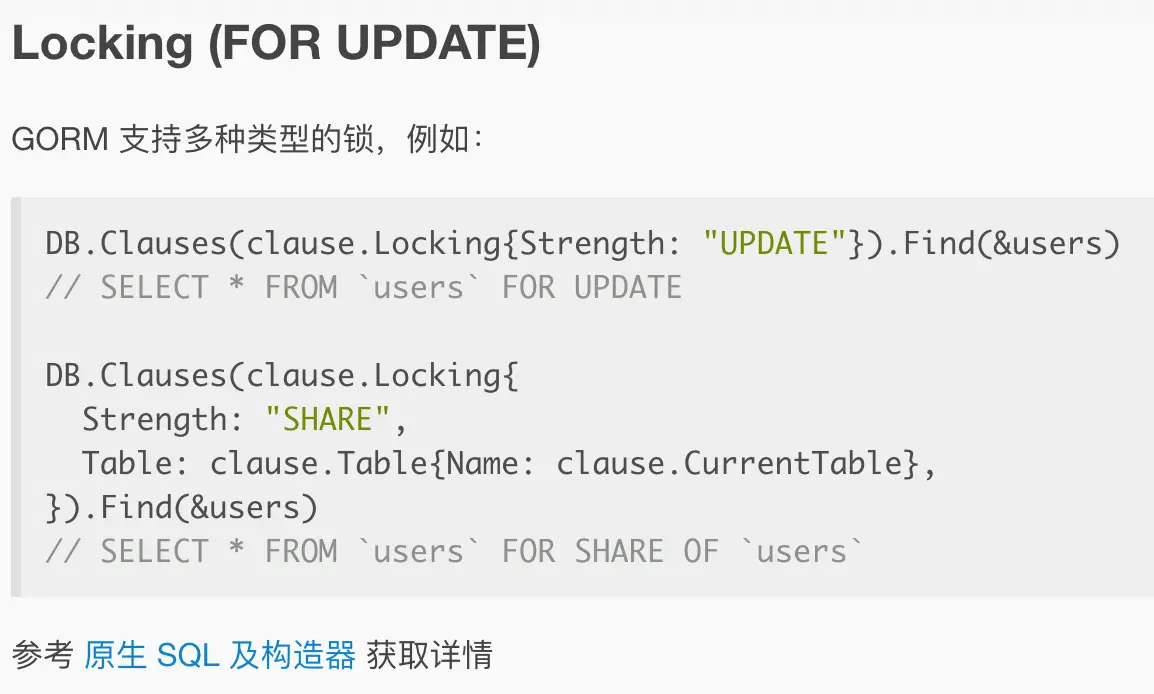 Locking (FOR UPDATE)
GORM 支持多种类型的锁，例如：
DB.Clauses(clause.Locking{Strength: "UPDATE"}).Find(&users)
// SELECT * FROM `users` FOR UPDATE
DB.Clauses(clause.Locking{
  Strength: "SHARE",
  Table: clause.Table{Name: clause.CurrentTable},
}).Find(&users)
// SELECT * FROM `users` FOR SHARE OF `users`
参考 原生 SQL 及构造器 获取详情